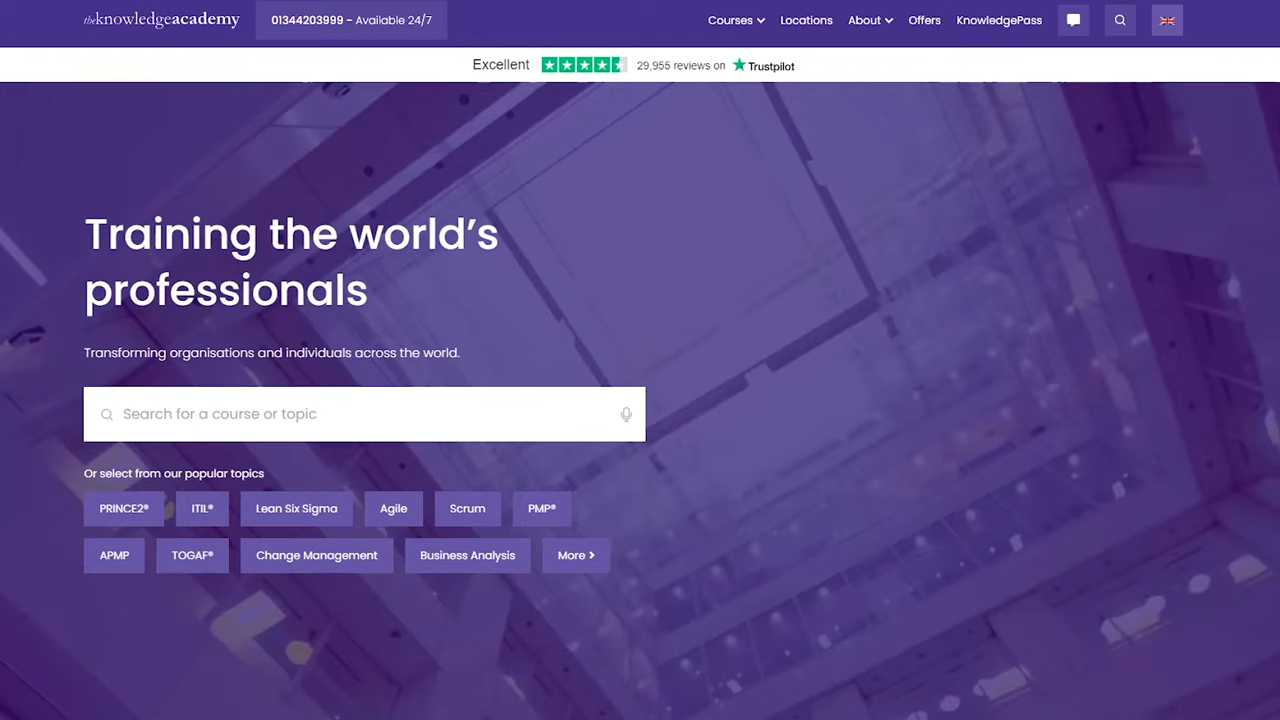 theknowledgeacademy
01344203999 - Available 24/7
Courses
Locations
About
Offers
KnowledgePass
Excellent
29,955 reviews on
Trustpilot
Training the world’s
professionals
Transforming organisations and individuals across the world.
Search for a course or topic
Or select from our popular topics
PRINCE2® ITIL® Lean Six Sigma Agile Scrum PMP®
APMP TOGAF® Change Management Business Analysis More